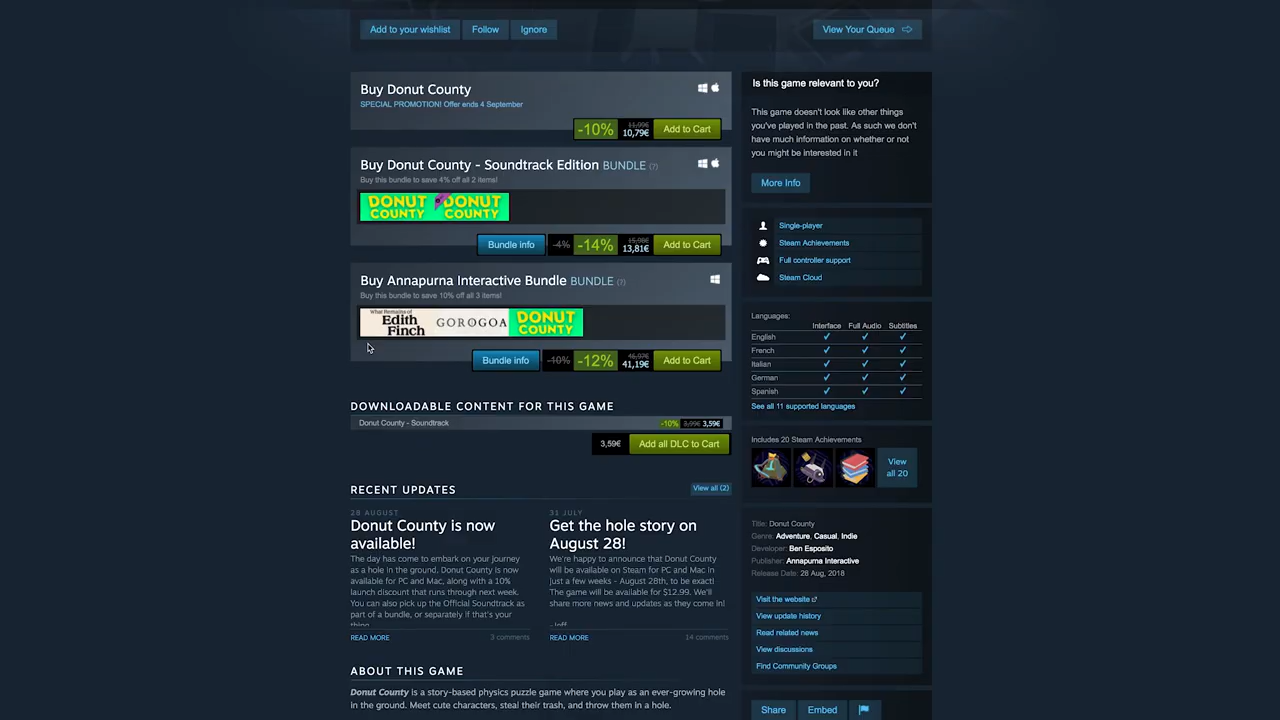 Add to your wishlist
Follow
Ignore
View Your Queue
Buy Donut County
SPECIAL PROMOTION! Offer ends 4 September
-10%
11,99€
10,79€
Add to Cart
Buy Donut County - Soundtrack Edition BUNDLE (?)
Buy this bundle to save 4% off all 2 items!
DONUT COUNTY
DONUT COUNTY
Bundle info
-4%
-14%
15,98€
13,81€
Add to Cart
Buy Annapurna Interactive Bundle BUNDLE (?)
Buy this bundle to save 10% off all 3 items!
What Remains of
Edith
Finch
GOROGOA
DONUT
COUNTY
Bundle info
-10%
-12%
46,97€
41,19€
Add to Cart
DOWNLOADABLE CONTENT FOR THIS GAME
Donut County - Soundtrack
-10%
3,99€
3,59€
3,59€
Add all DLC to Cart
RECENT UPDATES
View all (2)
28 AUGUST
Donut County is now
available!
The day has come to embark on your journey
as a hole in the ground, Donut County is now
available for PC and Mac, along with a 10%
launch discount that runs through next week.
You can also pick up the Official Soundtrack as
part of a bundle, or separately if that's your
thing.
READ MORE
3 comments
31 JULY
Get the hole story on
August 28!
We're happy to announce that Donut County
will be available on Steam for PC and Mac in
just a few weeks - August 28th, to be exact!
The game will be available for $12.99. We'll
share more news and updates as they come in!
READ MORE
14 comments
ABOUT THIS GAME
Donut County is a story-based physics puzzle game where you play as an ever-growing hole
in the ground. Meet cute characters, steal their trash, and throw them in a hole.
Is this game relevant to you?
This game doesn't look like other things
you've played in the past. As such we don't
have much information on whether or not
you might be interested in it
More Info
Single-player
Steam Achievements
Full controller support
Steam Cloud
Languages:
Interface Full Audio Subtitles
English ✓ ✓ ✓
French ✓ ✓ ✓
Italian ✓ ✓ ✓
German ✓ ✓ ✓
Spanish ✓ ✓ ✓
See all 11 supported languages
Includes 20 Steam Achievements
View
all 20
Title: Donut County
Genre: Adventure, Casual, Indie
Developer: Ben Esposito
Publisher: Annapurna Interactive
Release Date: 28 Aug, 2018
Visit the website
View update history
Read related news
View discussions
Find Community Groups
Share
Embed